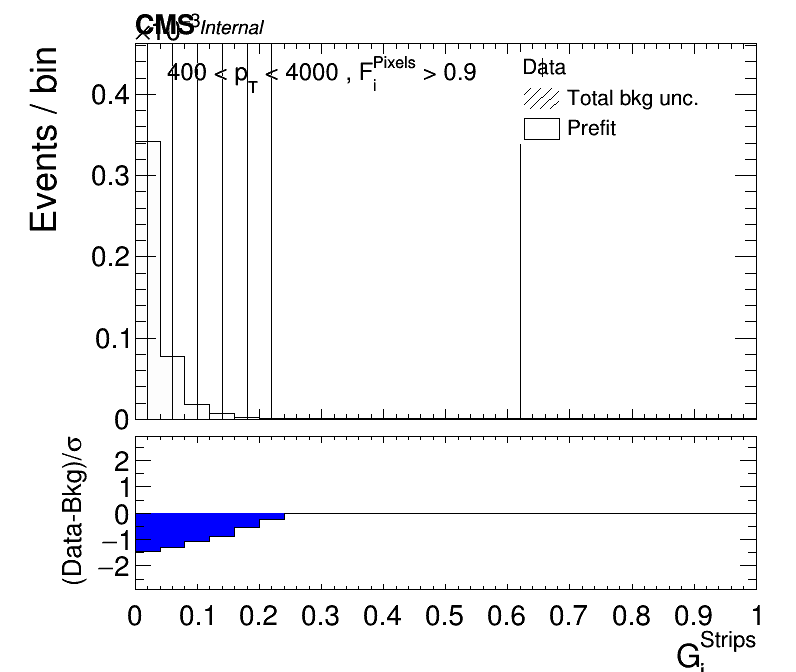 CMS Internal
×10³
Events / bin
400 < p_T < 4000 , F_i^Pixels > 0.9
Data
Total bkg unc.
Prefit
0.4
0.3
0.2
0.1
0
(Data-Bkg)/σ
2
1
0
−1
−2
0 0.1 0.2 0.3 0.4 0.5 0.6 0.7 0.8 0.9 1
G_i^Strips